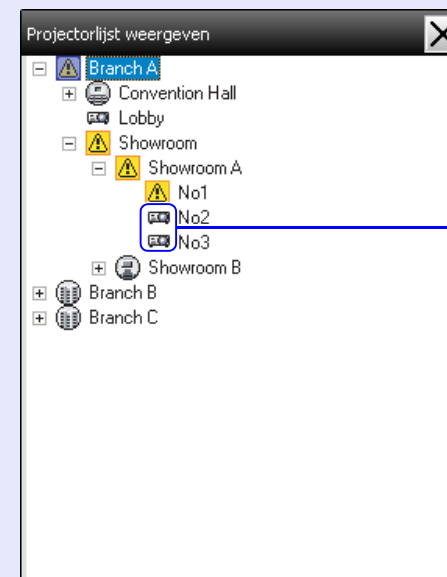 Projectorlijst weergeven
Branch A
Convention Hall
Lobby
Showroom
Showroom A
No1
No2
No3
Showroom B
Branch B
Branch C